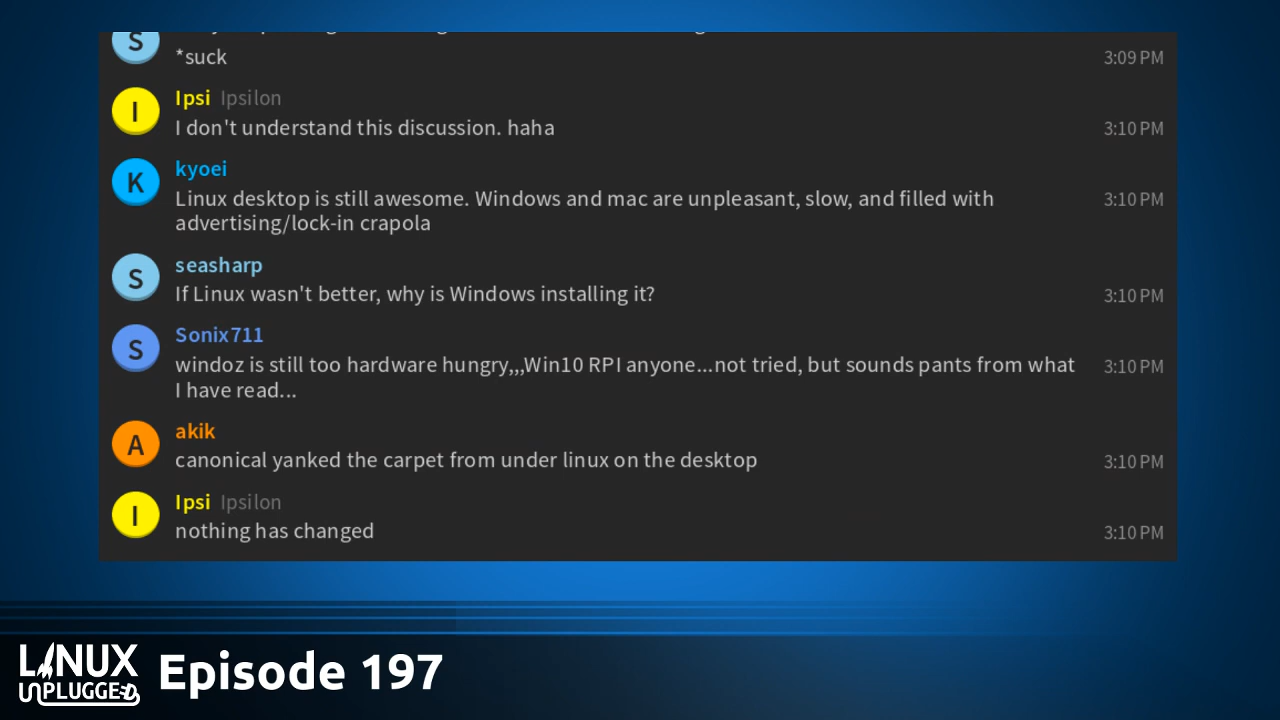 S
*suck 3:09 PM
Ipsi Ipsilon
I
I don't understand this discussion. haha 3:10 PM
kyoei
K
Linux desktop is still awesome. Windows and mac are unpleasant, slow, and filled with 3:10 PM
advertising/lock-in crapola
seasharp
S
If Linux wasn't better, why is Windows installing it? 3:10 PM
Sonix711
S
windoz is still too hardware hungry,,,Win10 RPI anyone...not tried, but sounds pants from what 3:10 PM
I have read...
akik
A
canonical yanked the carpet from under linux on the desktop 3:10 PM
Ipsi Ipsilon
I
nothing has changed 3:10 PM
LINUX
UNPLUGGED
Episode 197